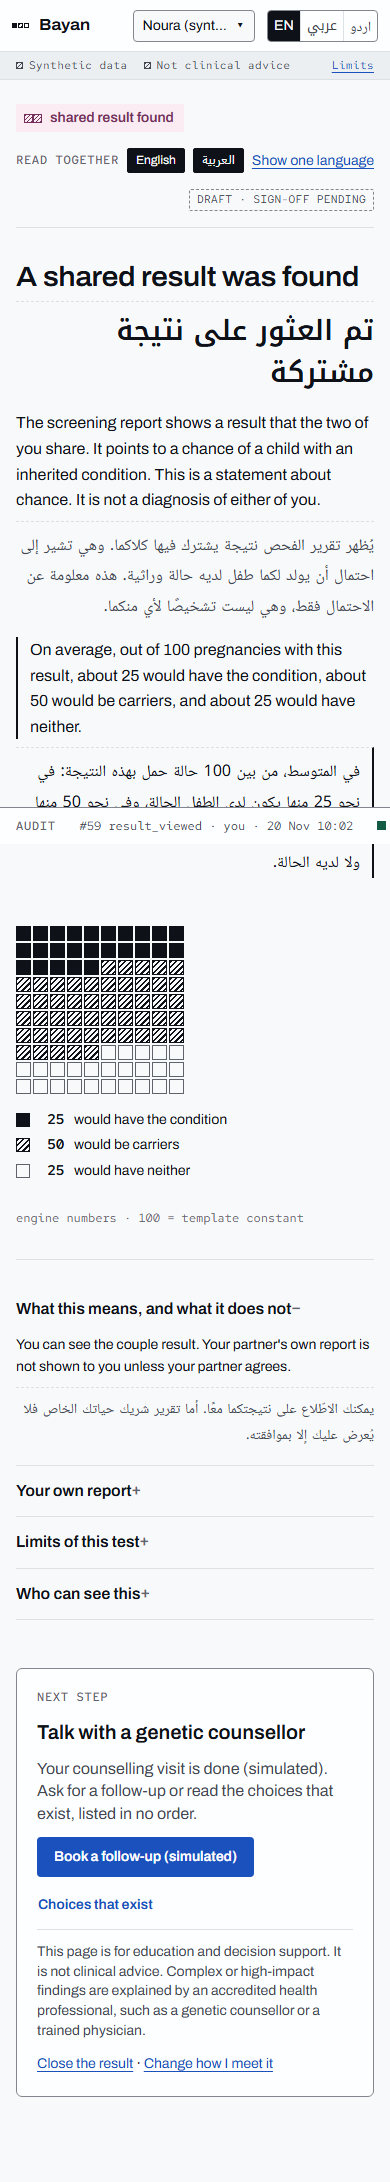 Bayan
Noura (synt... ▼
EN عربي اردو
Synthetic data Not clinical advice Limits
shared result found
READ TOGETHER English العربية Show one language
DRAFT · SIGN-OFF PENDING
A shared result was found
تم العثور على نتيجة
مشتركة
The screening report shows a result that the two of
you share. It points to a chance of a child with an
inherited condition. This is a statement about
chance. It is not a diagnosis of either of you.
يُظهر تقرير الفحص نتيجة يشترك فيها كلاكما. وهي تشير إلى
احتمال أن يولد لكما طفل لديه حالة وراثية. هذه معلومة عن
الاحتمال فقط، وهي ليست تشخيصًا لأي منكما.
On average, out of 100 pregnancies with this
result, about 25 would have the condition, about
50 would be carriers, and about 25 would have
neither.
في المتوسط، من بين 100 حالة حمل بهذه النتيجة: في
نحو 25 منها يكون لدى الطفل الحالة، وفي نحو 50 منها
AUDIT #59 result_viewed · you · 20 Nov 10:02
ولا لديه الحالة.
25 would have the condition
50 would be carriers
25 would have neither
engine numbers · 100 = template constant
What this means, and what it does not−
You can see the couple result. Your partner's own report is
not shown to you unless your partner agrees.
يمكنك الاطلاع على نتيجتكما معًا. أما تقرير شريك حياتك الخاص فلا
يُعرض عليك إلا بموافقته.
Your own report+
Limits of this test+
Who can see this+
NEXT STEP
Talk with a genetic counsellor
Your counselling visit is done (simulated).
Ask for a follow-up or read the choices that
exist, listed in no order.
Book a follow-up (simulated)
Choices that exist
This page is for education and decision support. It
is not clinical advice. Complex or high-impact
findings are explained by an accredited health
professional, such as a genetic counsellor or a
trained physician.
Close the result · Change how I meet it